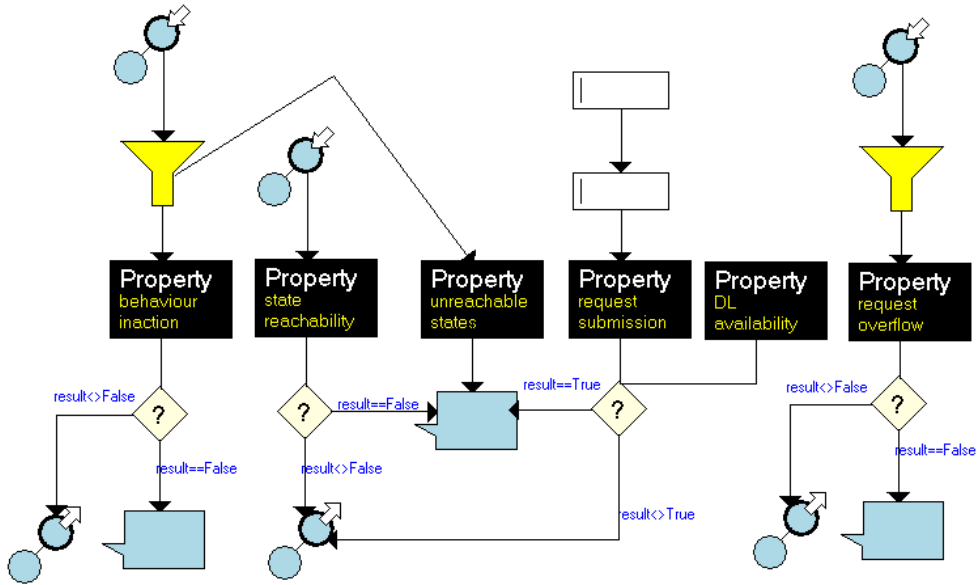 Property
behaviour
inaction
Property
state
reachability
Property
unreachable
states
Property
request
submission
Property
DL
availability
Property
request
overflow
result<>False
?
result==False
?
result==False
result<>False
result==True
?
result<>True
result<>False
?
result==False